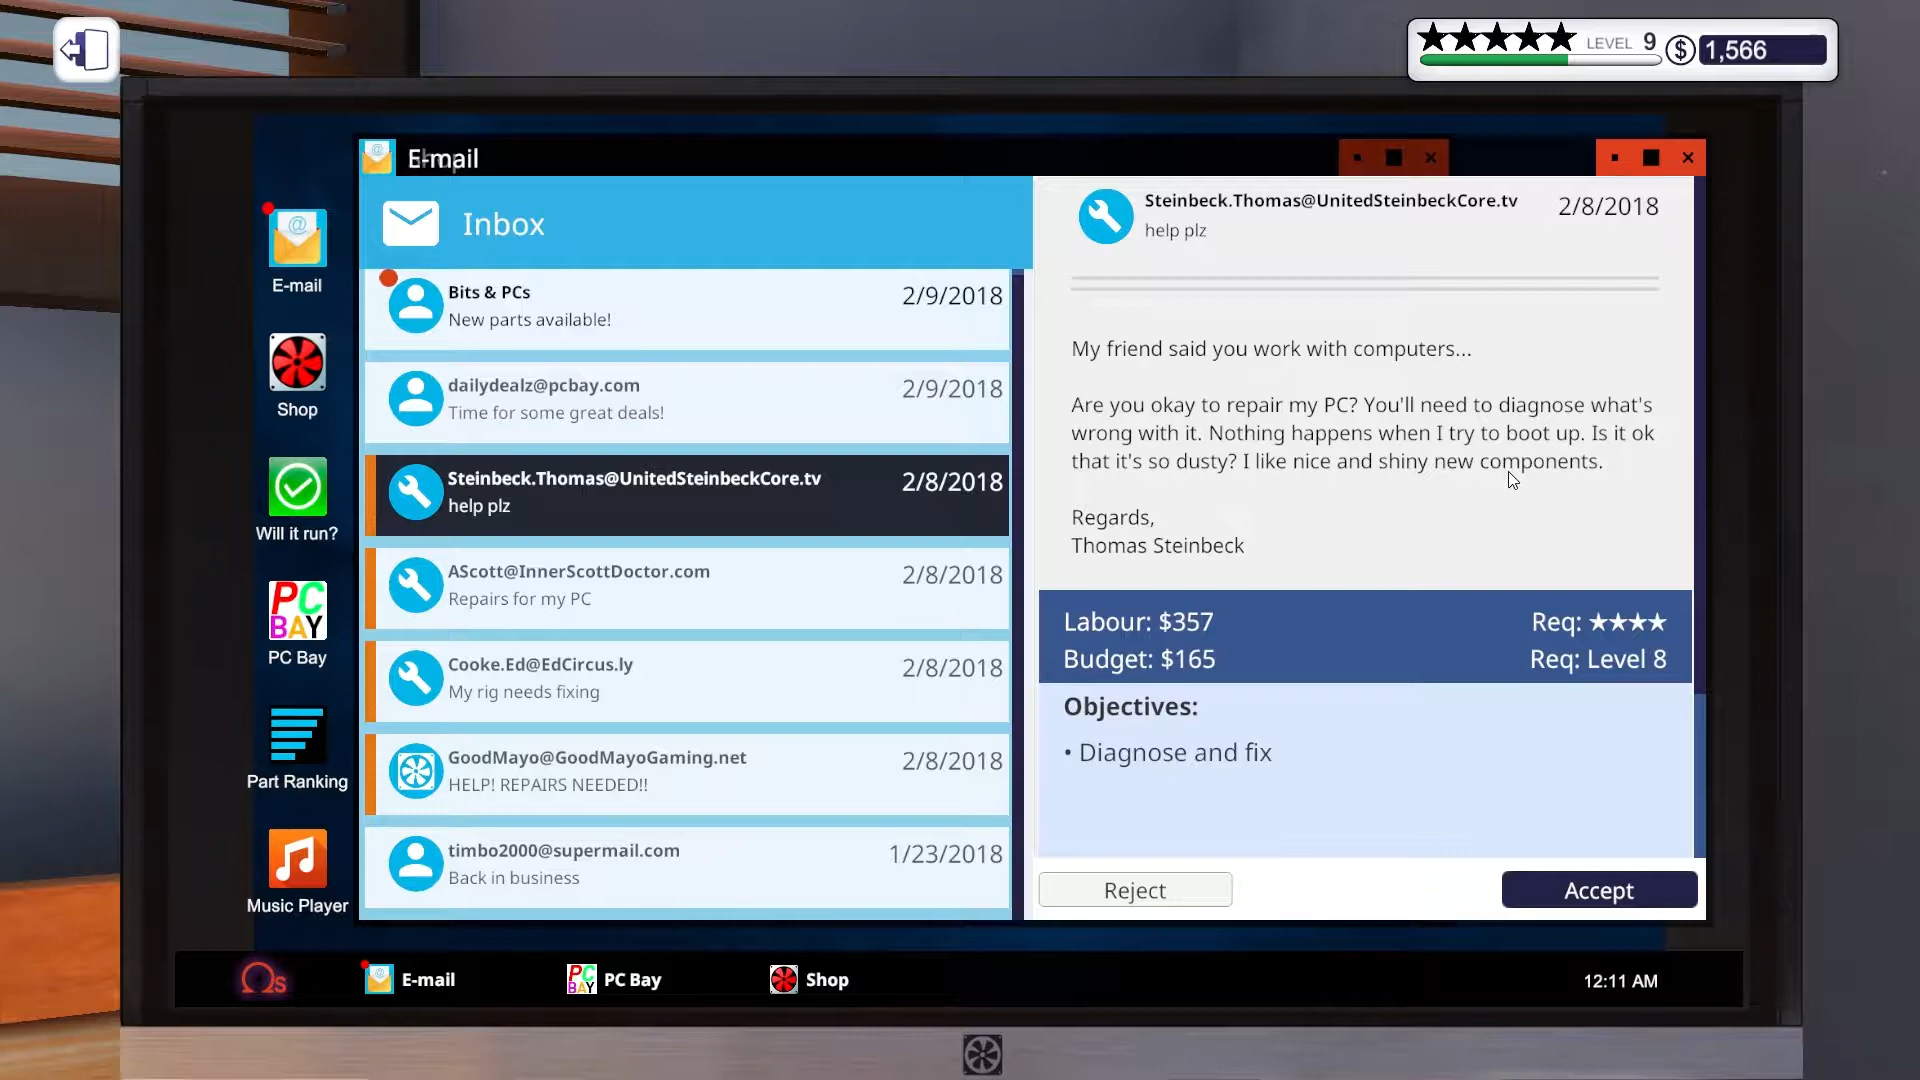 LEVEL 9
$ 1,566
E-mail
Inbox
Bits & PCs
2/9/2018
New parts available!
dailydealz@pcbay.com
2/9/2018
Time for some great deals!
Steinbeck.Thomas@UnitedSteinbeckCore.tv
2/8/2018
help plz
AScott@InnerScottDoctor.com
2/8/2018
Repairs for my PC
Cooke.Ed@EdCircus.ly
2/8/2018
My rig needs fixing
GoodMayo@GoodMayoGaming.net
2/8/2018
HELP! REPAIRS NEEDED!!
timbo2000@supermail.com
1/23/2018
Back in business
Steinbeck.Thomas@UnitedSteinbeckCore.tv
2/8/2018
help plz
My friend said you work with computers...
Are you okay to repair my PC? You'll need to diagnose what's
wrong with it. Nothing happens when I try to boot up. Is it ok
that it's so dusty? I like nice and shiny new components.
Regards,
Thomas Steinbeck
Labour: $357
Req: ★★★★
Budget: $165
Req: Level 8
Objectives:
• Diagnose and fix
Reject
Accept
E-mail
Shop
Will it run?
PC
BAY
PC Bay
Part Ranking
Music Player
Ωs
E-mail
PC
BAY
PC Bay
Shop
12:11 AM